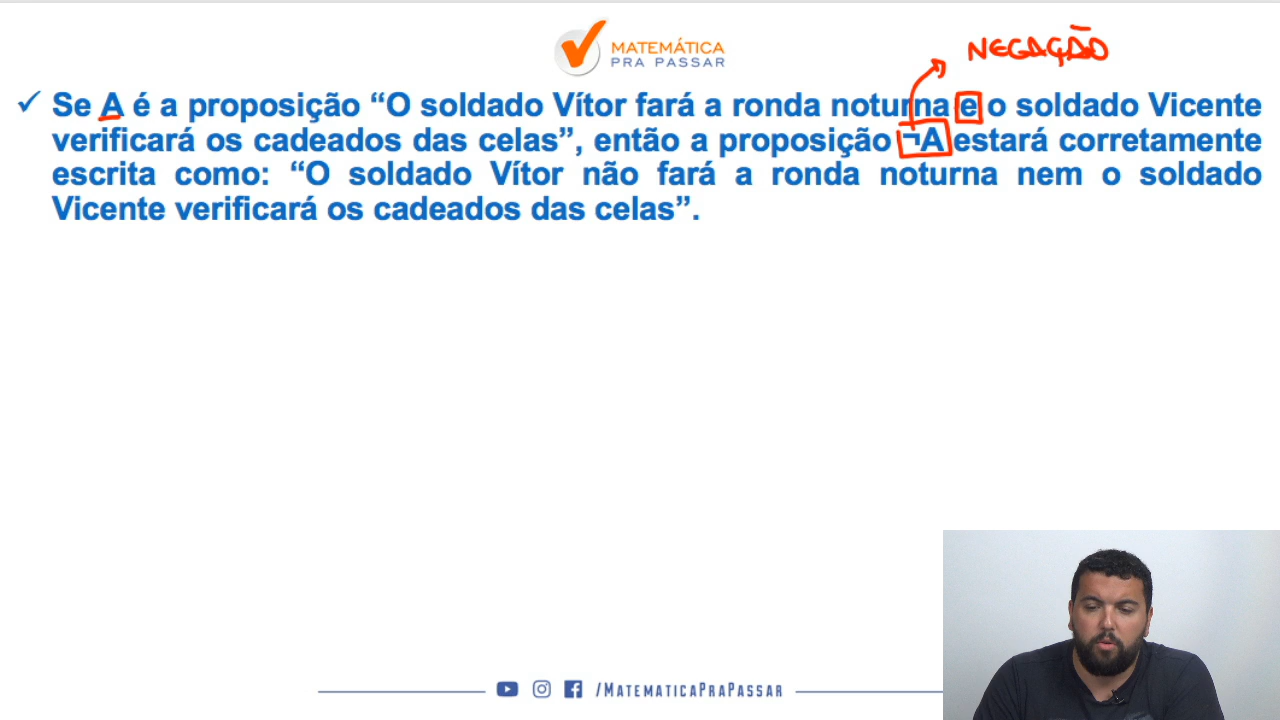 MATEMÁTICA
PRA PASSAR
NEGAÇÃO
✓ Se A é a proposição “O soldado Vítor fará a ronda noturna e o soldado Vicente
verificará os cadeados das celas”, então a proposição ¬A estará corretamente
escrita como: “O soldado Vítor não fará a ronda noturna nem o soldado
Vicente verificará os cadeados das celas”.
/MATEMATICAPRAPASSAR